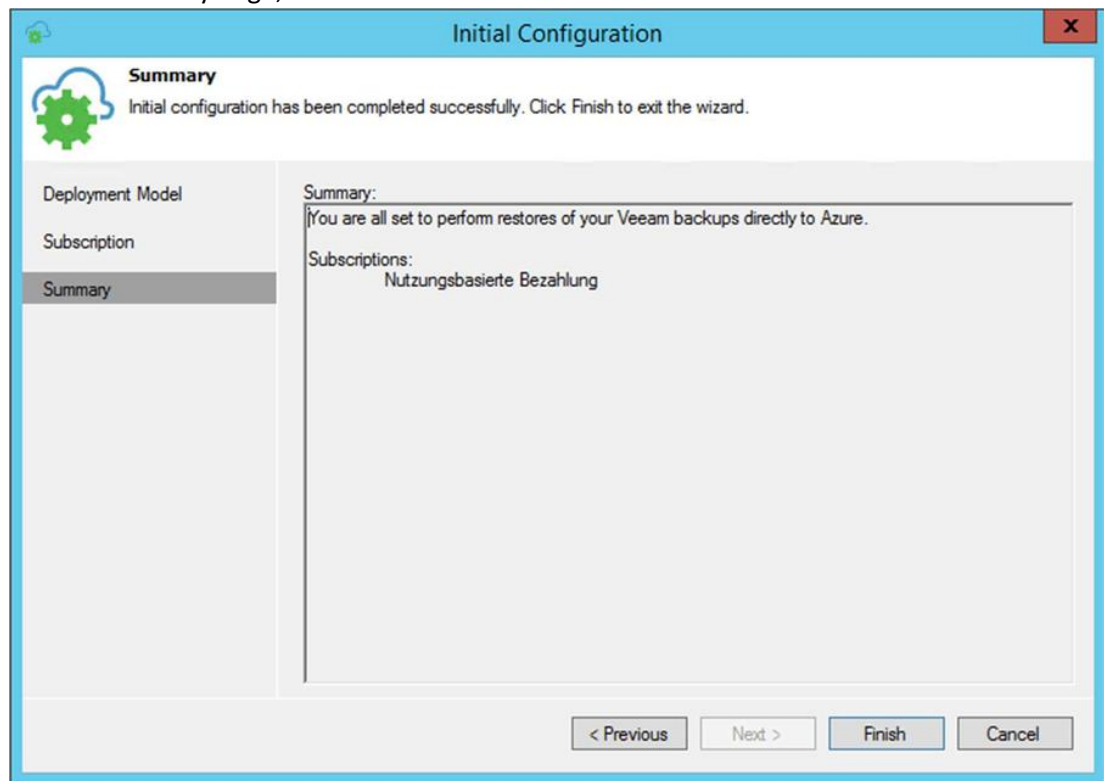 Initial Configuration
x
Summary
Initial configuration has been completed successfully. Click Finish to exit the wizard.
Deployment Model
Subscription
Summary
Summary:
You are all set to perform restores of your Veeam backups directly to Azure.
Subscriptions:
Nutzungsbasierte Bezahlung
< Previous
Next >
Finish
Cancel